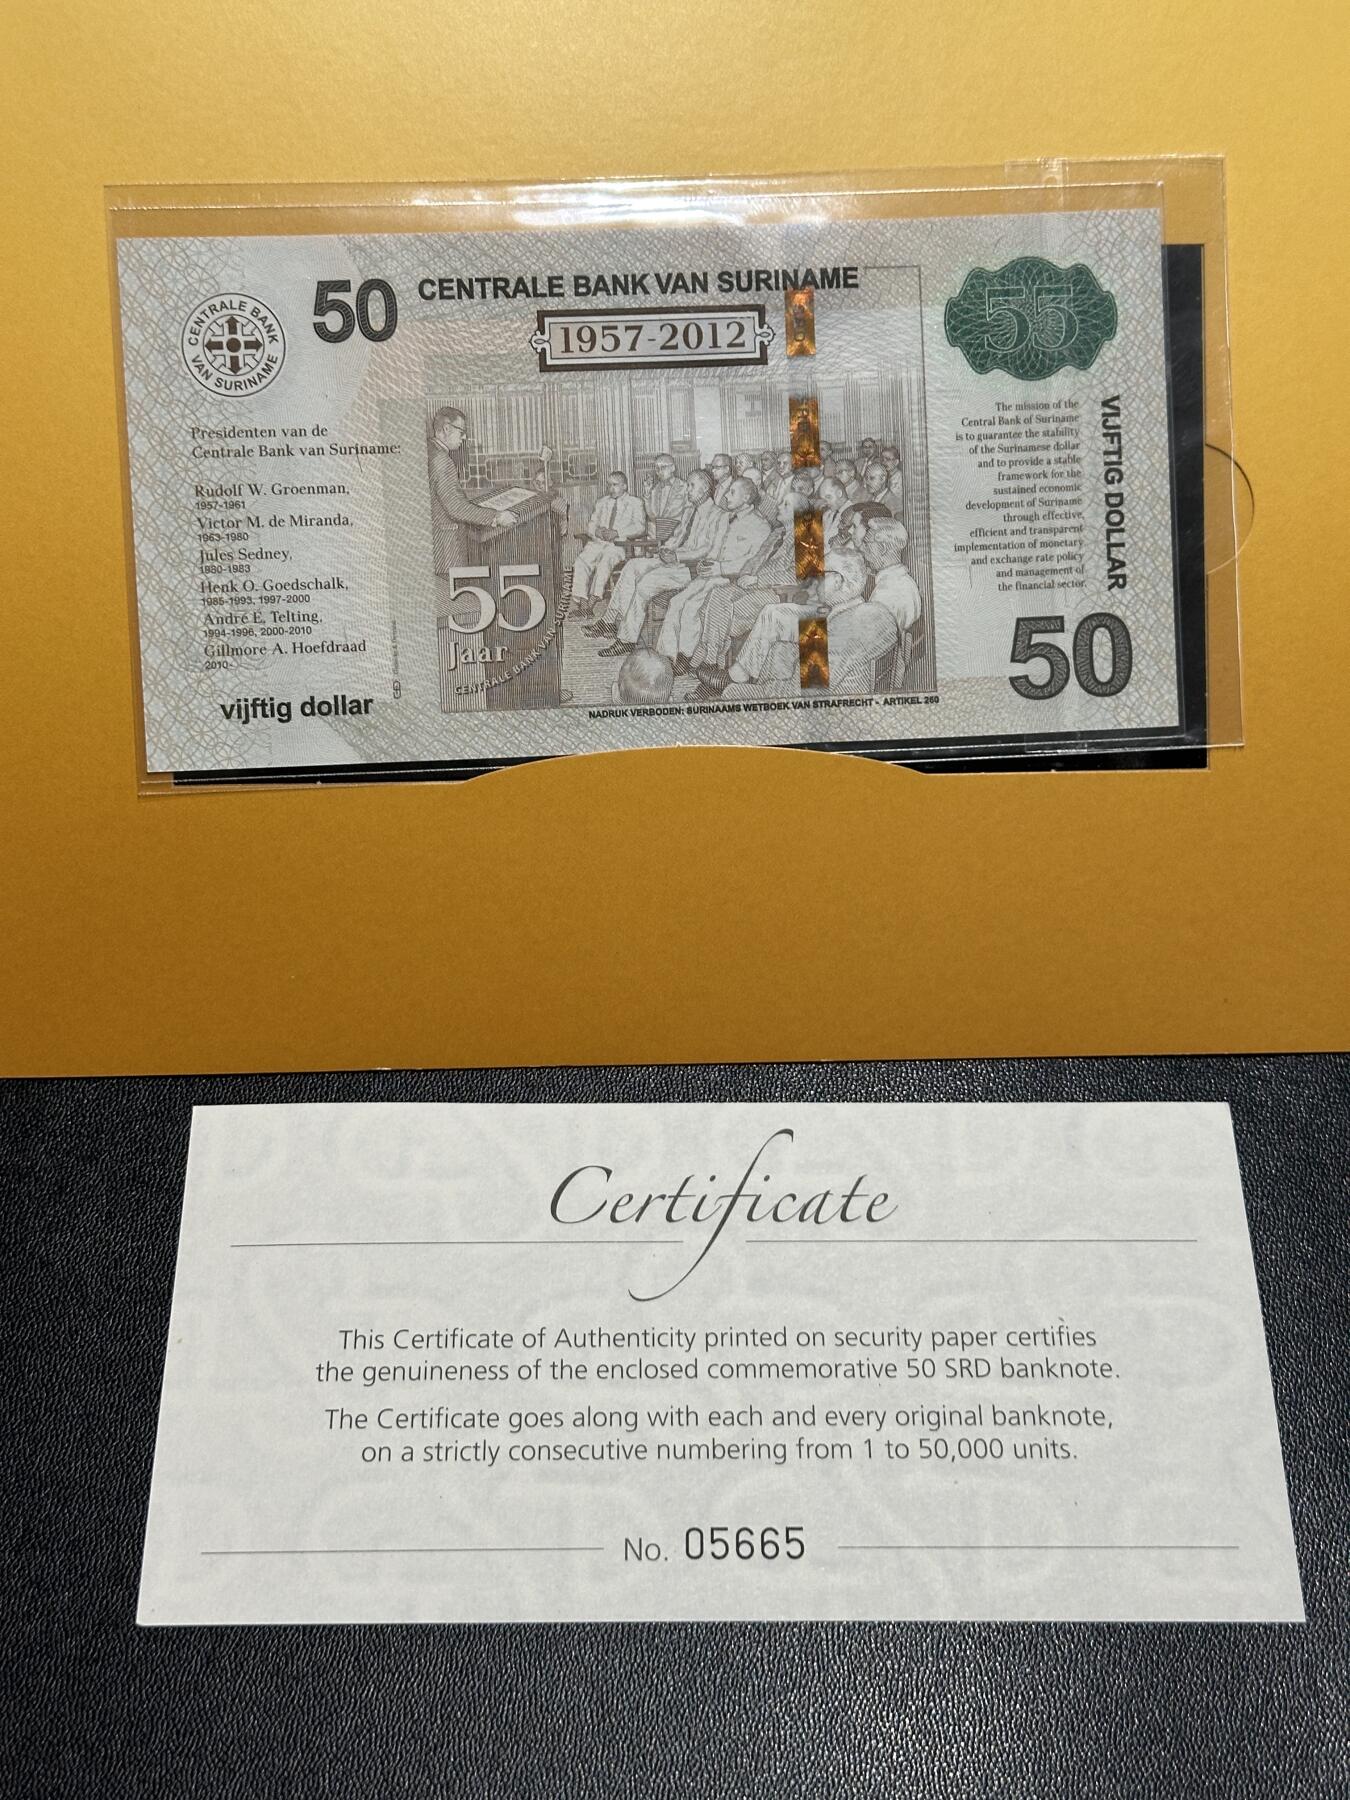 CENTRALE BANK
VAN SURINAME
50
CENTRALE BANK VAN SURINAME
1957-2012
55
Presidenten van de
Centrale Bank van Suriname:
Rudolf W. Groenman,
1957-1961
Victor M. de Miranda,
1963-1980
Jules Sedney,
1980-1983
Henk O. Goedschalk,
1985-1993, 1997-2000
André E. Telting,
1994-1996, 2000-2010
Gillmore A. Hoefdraad
2010-
vijftig dollar
55
Jaar
CENTRALE BANK VAN SURINAME
NADRUK VERBODEN: SURINAAMS WETBOEK VAN STRAFRECHT - ARTIKEL 260
The mission of the
Central Bank of Suriname
is to guarantee the stability
of the Surinamese dollar
and to provide a stable
framework for the
sustained economic
development of Suriname
through effective,
efficient and transparent
implementation of monetary
and exchange rate policy
and management of
the financial sector.
VIJFTIG DOLLAR
50
Certificate
This Certificate of Authenticity printed on security paper certifies
the genuineness of the enclosed commemorative 50 SRD banknote.
The Certificate goes along with each and every original banknote,
on a strictly consecutive numbering from 1 to 50,000 units.
No. 05665